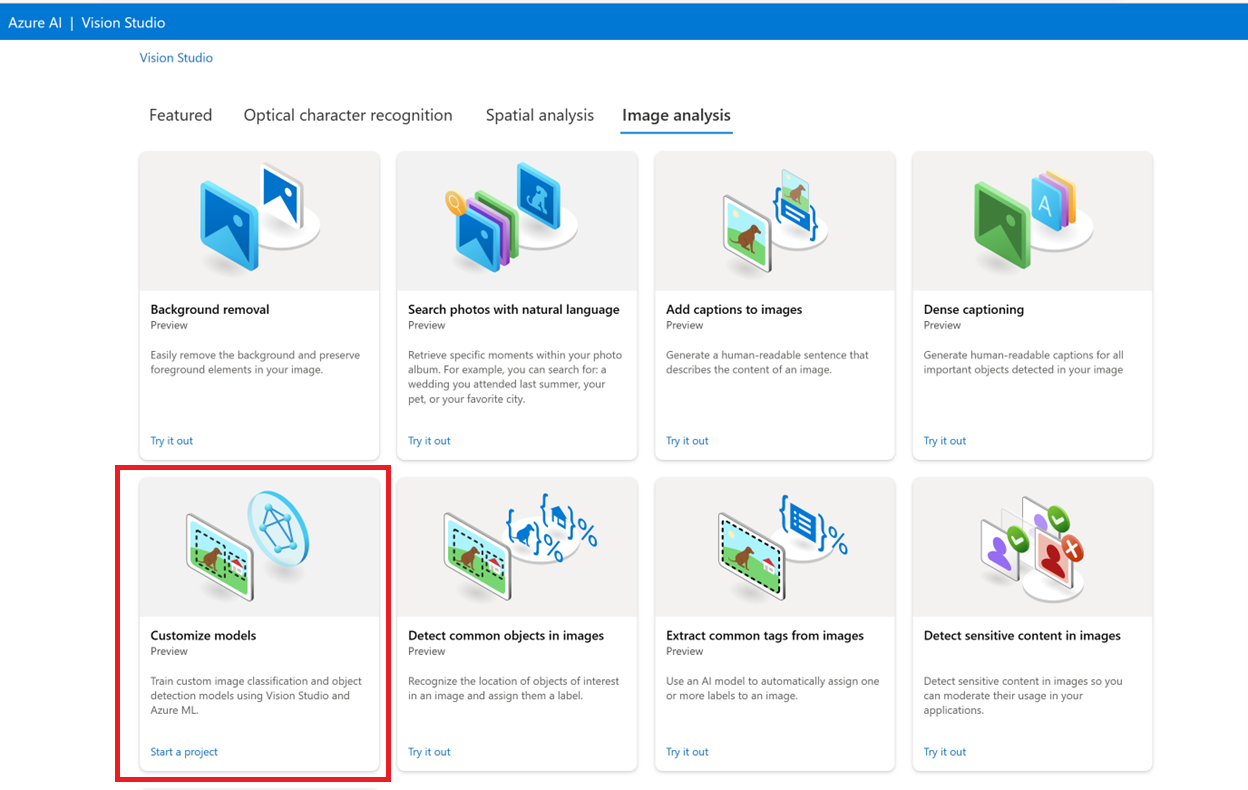 Azure AI | Vision Studio
Vision Studio
Featured Optical character recognition Spatial analysis Image analysis
A
Background removal
Preview
Easily remove the background and preserve
foreground elements in your image.
Try it out
Search photos with natural language
Preview
Retrieve specific moments within your photo
album. For example, you can search for: a
wedding you attended last summer, your
pet, or your favorite city.
Try it out
Add captions to images
Preview
Generate a human-readable sentence that
describes the content of an image.
Try it out
Dense captioning
Preview
Generate human-readable captions for all
important objects detected in your image
Try it out
{ } { } %
%
{ } %
Customize models
Preview
Train custom image classification and object
detection models using Vision Studio and
Azure ML.
Start a project
Detect common objects in images
Preview
Recognize the location of objects of interest
in an image and assign them a label.
Try it out
Extract common tags from images
Preview
Use an AI model to automatically assign one
or more labels to an image.
Try it out
Detect sensitive content in images
Detect sensitive content in images so you
can moderate their usage in your
applications.
Try it out